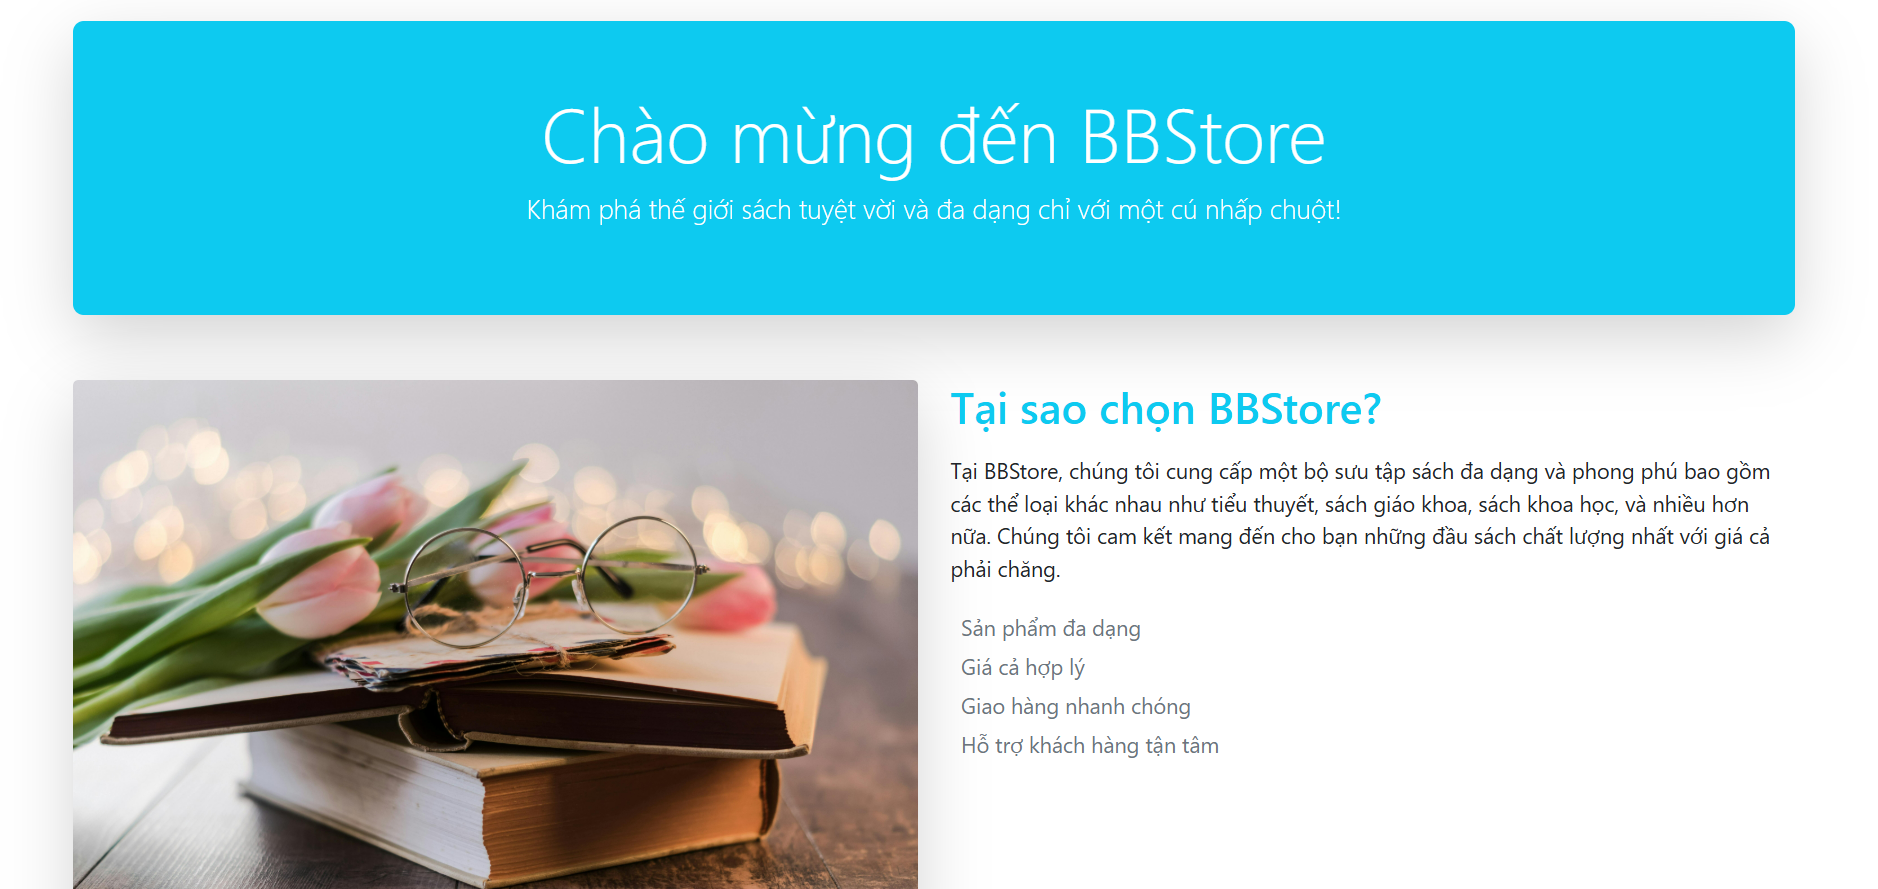 Chào mừng đến BBStore
Khám phá thế giới sách tuyệt vời và đa dạng chỉ với một cú nhấp chuột!
Tại sao chọn BBStore?
Tại BBStore, chúng tôi cung cấp một bộ sưu tập sách đa dạng và phong phú bao gồm
các thể loại khác nhau như tiểu thuyết, sách giáo khoa, sách khoa học, và nhiều hơn
nữa. Chúng tôi cam kết mang đến cho bạn những đầu sách chất lượng nhất với giá cả
phải chăng.
Sản phẩm đa dạng
Giá cả hợp lý
Giao hàng nhanh chóng
Hỗ trợ khách hàng tận tâm